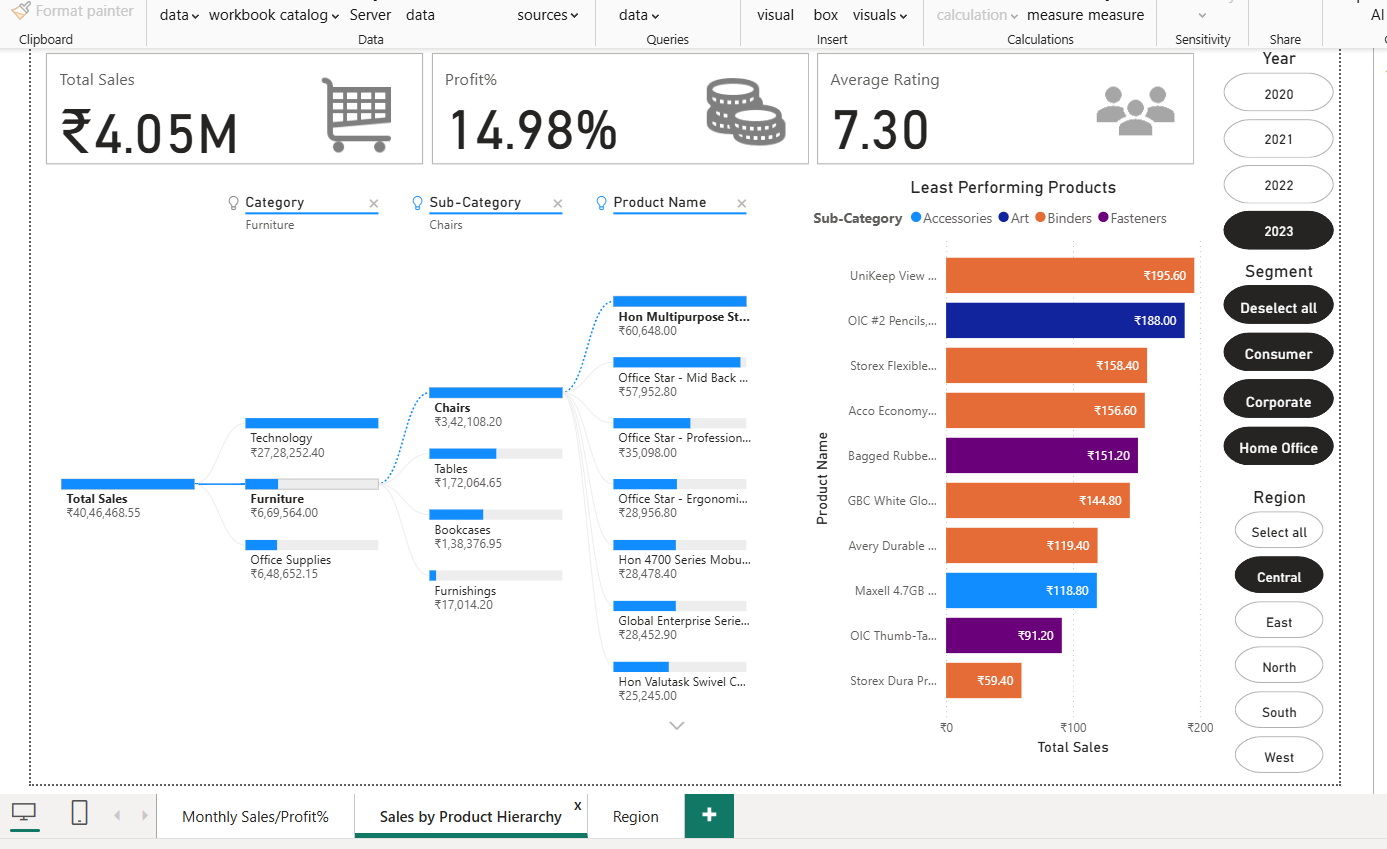 Format painter
data
workbook catalog
Server
data
sources
data
visual
box
visuals
calculation
measure measure
AI
Clipboard
Data
Queries
Insert
Calculations
Sensitivity
Share
Total Sales
₹4.05M
Profit%
14.98%
Average Rating
7.30
Year
2020
2021
2022
2023
Segment
Deselect all
Consumer
Corporate
Home Office
Region
Select all
Central
East
North
South
West
Category
Furniture
Sub-Category
Chairs
Product Name
Total Sales
₹40,46,468.55
Technology
₹27,28,252.40
Furniture
₹6,69,564.00
Office Supplies
₹6,48,652.15
Chairs
₹3,42,108.20
Tables
₹1,72,064.65
Bookcases
₹1,38,376.95
Furnishings
₹17,014.20
Hon Multipurpose St...
₹60,648.00
Office Star - Mid Back ...
₹57,952.80
Office Star - Profession...
₹35,098.00
Office Star - Ergonomi...
₹28,956.80
Hon 4700 Series Mobu...
₹28,478.40
Global Enterprise Serie...
₹28,452.90
Hon Valutask Swivel C...
₹25,245.00
Least Performing Products
Sub-Category Accessories Art Binders Fasteners
Product Name
UniKeep View ... ₹195.60
OIC #2 Pencils,... ₹188.00
Storex Flexible... ₹158.40
Acco Economy... ₹156.60
Bagged Rubbe... ₹151.20
GBC White Glo... ₹144.80
Avery Durable ... ₹119.40
Maxell 4.7GB ... ₹118.80
OIC Thumb-Ta... ₹91.20
Storex Dura Pr... ₹59.40
₹0 ₹100 ₹200
Total Sales
Monthly Sales/Profit%
Sales by Product Hierarchy
x
Region
+